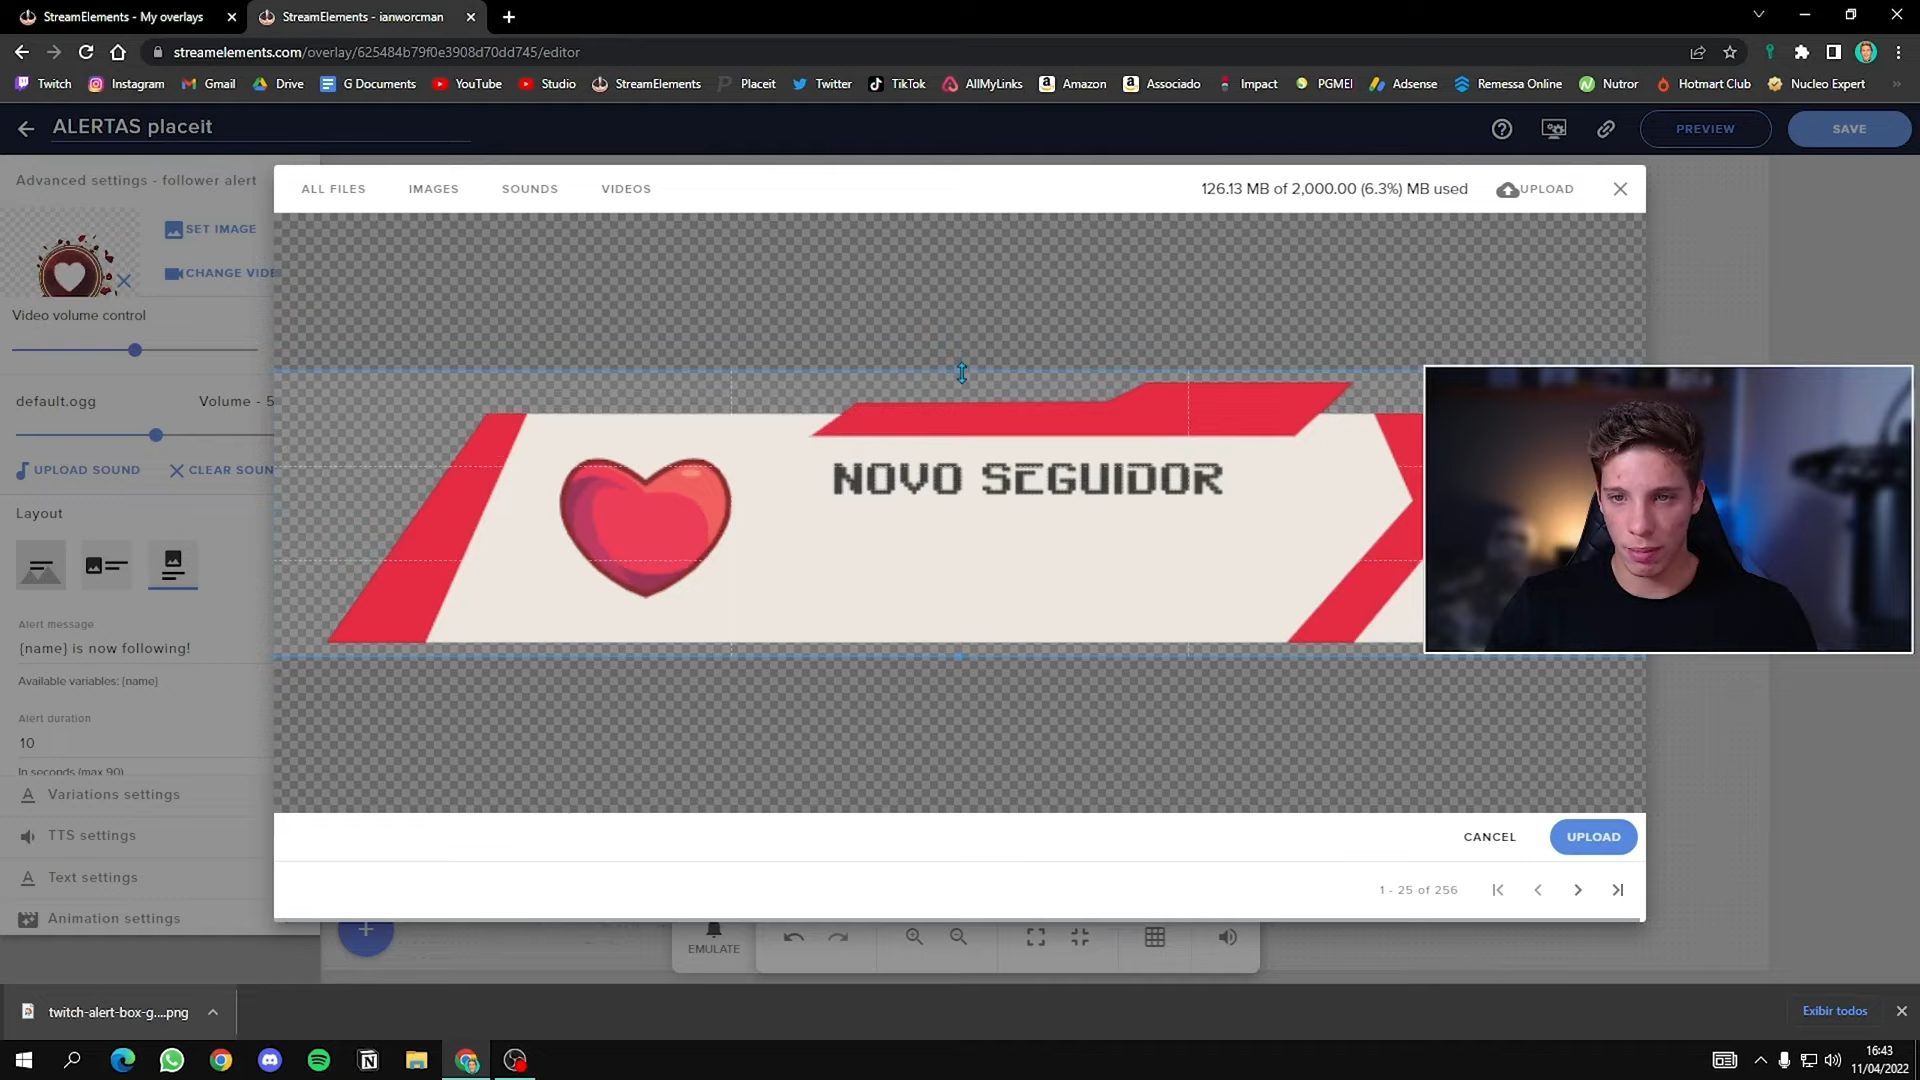 StreamElements - My overlays
StreamElements - ianworcman
streamelements.com/overlay/625484b79f0e3908d70dd745/editor
Twitch
Instagram
Gmail
Drive
G Documents
YouTube
Studio
StreamElements
Placeit
Twitter
TikTok
AllMyLinks
Amazon
Associado
Impact
PGMEI
Adsense
Remessa Online
Nutror
Hotmart Club
Nucleo Expert
ALERTAS placeit
PREVIEW
SAVE
Advanced settings - follower alert
SET IMAGE
CHANGE VIDE
Video volume control
default.ogg
Volume - 5
UPLOAD SOUND
CLEAR SOUN
Layout
Alert message
{name} is now following!
Available variables: {name}
Alert duration
10
In seconds (max 90)
Variations settings
TTS settings
Text settings
Animation settings
ALL FILES
IMAGES
SOUNDS
VIDEOS
126.13 MB of 2,000.00 (6.3%) MB used
UPLOAD
NOVO SEGUIDOR
CANCEL
UPLOAD
1 - 25 of 256
EMULATE
twitch-alert-box-g....png
Exibir todos
16:43
11/04/2022